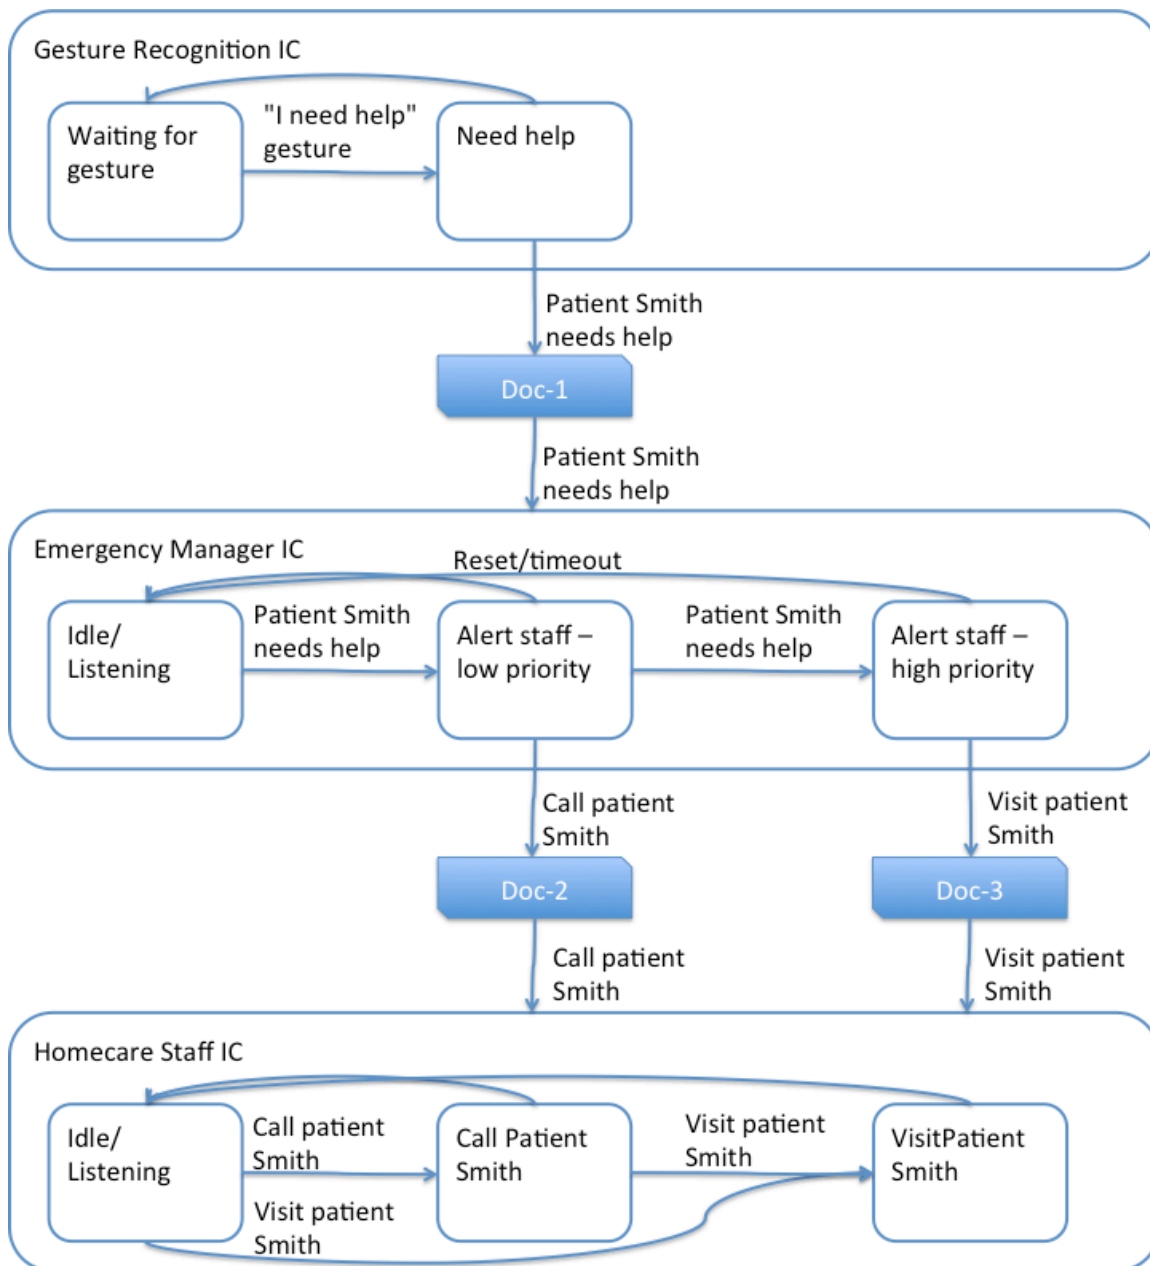 Gesture Recognition IC
Waiting for
gesture
"I need help"
gesture
Need help
Patient Smith
needs help
Doc-1
Patient Smith
needs help
Emergency Manager IC
Reset/timeout
Idle/
Listening
Patient Smith
needs help
Alert staff –
low priority
Patient Smith
needs help
Alert staff –
high priority
Call patient
Smith
Visit patient
Smith
Doc-2
Doc-3
Call patient
Smith
Visit patient
Smith
Homecare Staff IC
Idle/
Listening
Call patient
Smith
Call Patient
Smith
Visit patient
Smith
VisitPatient
Smith
Visit patient
Smith